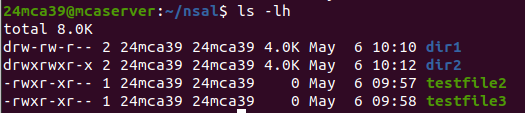 24mca39@mcaserver:~/nsal$ ls -lh
total 8.0K
drw-rw-r-- 2 24mca39 24mca39 4.0K May  6 10:10 dir1
drwxrwxr-x 2 24mca39 24mca39 4.0K May  6 10:12 dir2
-rwxr-xr-- 1 24mca39 24mca39    0 May  6 09:57 testfile2
-rwxr-xr-- 1 24mca39 24mca39    0 May  6 09:58 testfile3